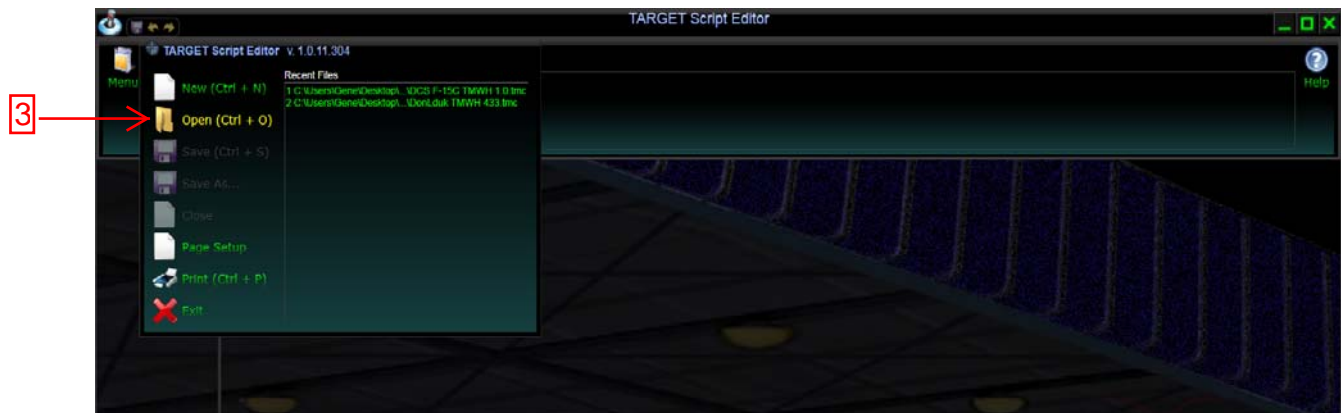 TARGET Script Editor
TARGET Script Editor v. 1.0.11.304
Menu
Help
Recent Files
1 C:\Users\Gene\Desktop\...\DCS F-15C TMWH 1.0.tmc
2 C:\Users\Gene\Desktop\...\DonLduk TMWH 433.tmc
New (Ctrl + N)
3
Open (Ctrl + O)
Save (Ctrl + S)
Save As...
Close
Page Setup
Print (Ctrl + P)
Exit